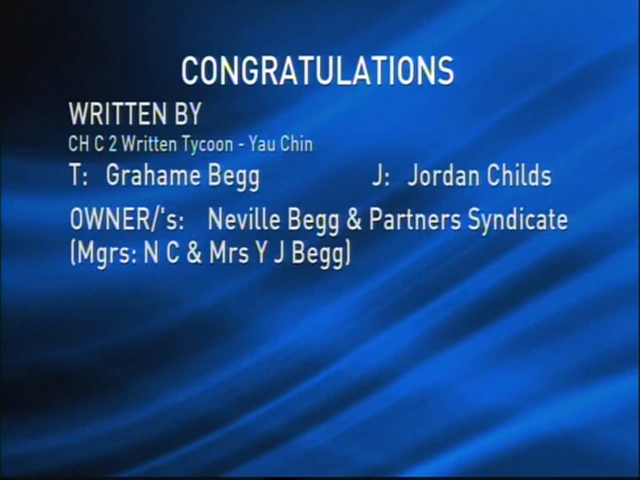 CONGRATULATIONS
WRITTEN BY
CH C 2 Written Tycoon - Yau Chin
T: Grahame Begg J: Jordan Childs
OWNER/'s: Neville Begg & Partners Syndicate
(Mgrs: N C & Mrs Y J Begg)